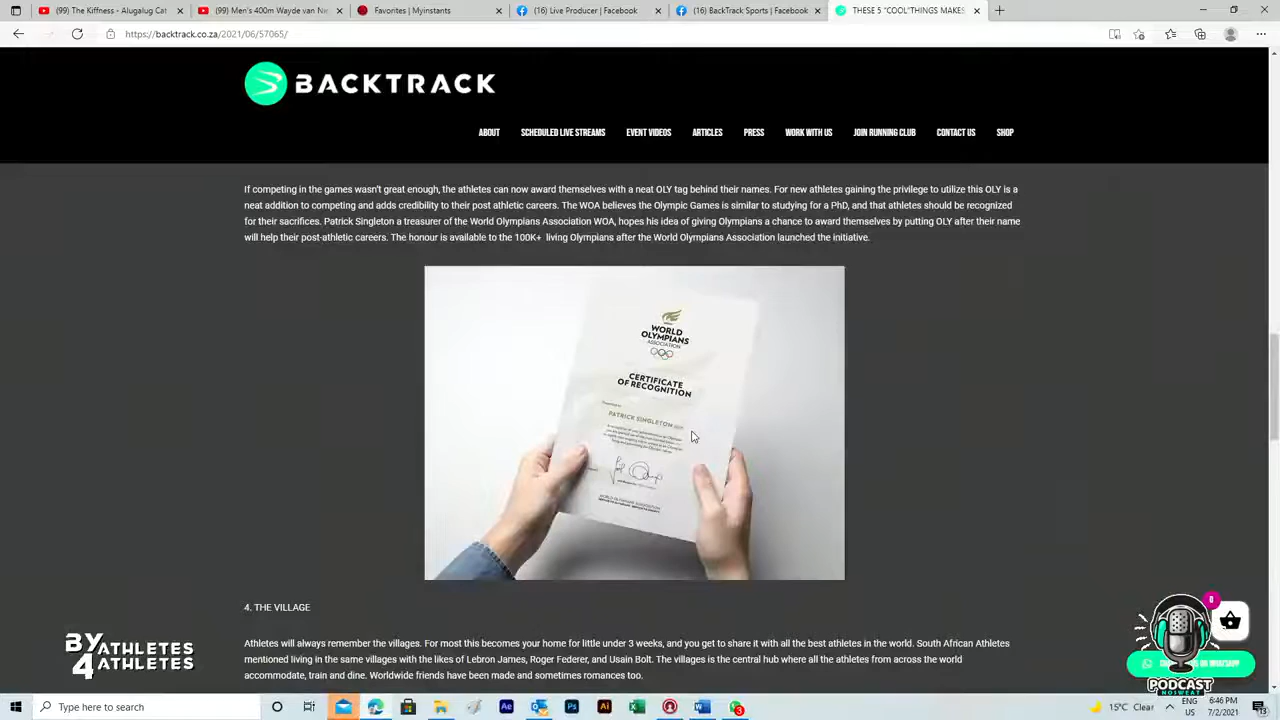 (99) The Kiffness - Alugalug Cat
(99) Men's 400m Wayde van Nie
Favorites | Myinstants
(16) Live Producer | Facebook
(16) BackTrack Sports | Facebook
THESE 5 "COOL"THINGS MAKES
https://backtrack.co.za/2021/06/57065/
BACKTRACK
ABOUT SCHEDULED LIVE STREAMS EVENT VIDEOS ARTICLES PRESS WORK WITH US JOIN RUNNING CLUB CONTACT US SHOP
If competing in the games wasn't great enough, the athletes can now award themselves with a neat OLY tag behind their names. For new athletes gaining the privilege to utilize this OLY is a
neat addition to competing and adds credibility to their post athletic careers. The WOA believes the Olympic Games is similar to studying for a PhD, and that athletes should be recognized
for their sacrifices. Patrick Singleton a treasurer of the World Olympians Association WOA, hopes his idea of giving Olympians a chance to award themselves by putting OLY after their name
will help their post-athletic careers. The honour is available to the 100K+ living Olympians after the World Olympians Association launched the initiative.
WORLD
OLYMPIANS
ASSOCIATION
CERTIFICATE
OF RECOGNITION
PATRICK SINGLETON
4. THE VILLAGE
Athletes will always remember the villages. For most this becomes your home for little under 3 weeks, and you get to share it with all the best athletes in the world. South African Athletes
mentioned living in the same villages with the likes of Lebron James, Roger Federer, and Usain Bolt. The villages is the central hub where all the athletes from across the world
accommodate, train and dine. Worldwide friends have been made and sometimes romances too.
BY ATHLETES
4 ATHLETES
0
PODCAST
NO SWEAT
Type here to search
3
15°C Clear
ENG
US
6:46 PM
7/2/2021
13